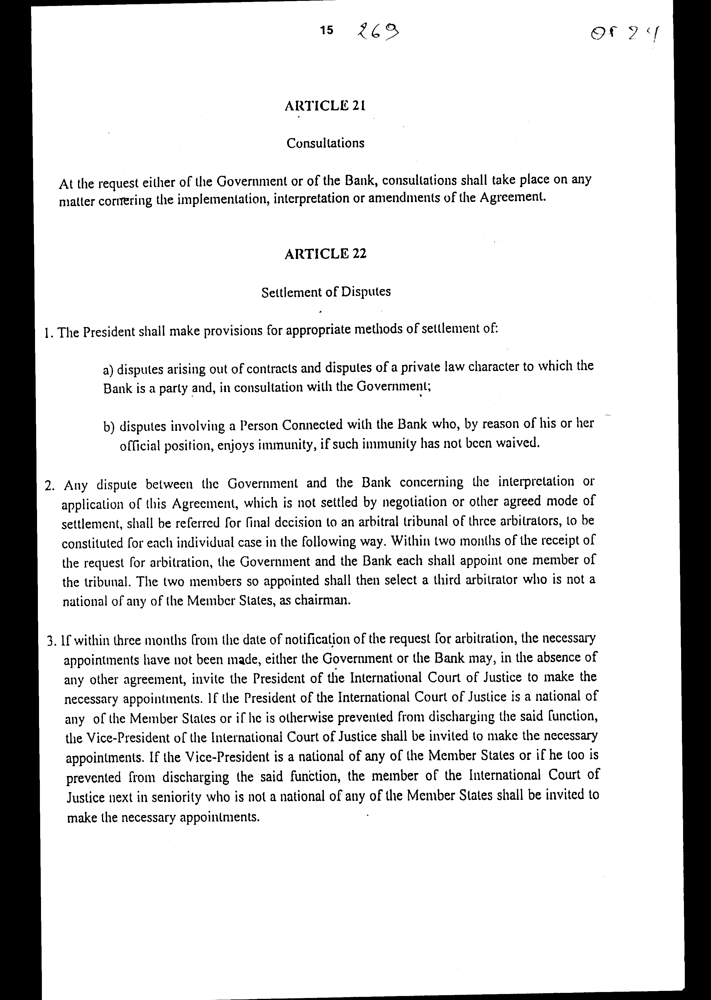 15 269
ARTICLE 21
Consultations
At the request either of the Government or of the Bank, consultations shall take place on any
matter the implementation, interpretation or amendments of the Agreement.
ARTICLE 22
Settlement of Disputes
1. The President shall make provisions for appropriate methods of settlement of:
a) disputes arising out of contracts and disputes of a private law character to which the
Bank is a party and, in consultation with the Government;
b) disputes involving a Person Connected with the Bank who, by reason of his or her
official position, enjoys immunity, if such immunity has not been waived.
2. Any dispute between the Government and the Bank concerning the interpretation or
application of this Agreement, which is not settled by negotiation or other agreed mode of
settlement, shall be referred for final decision to an arbitral tribunal of three arbitrators, to be
constituted for each individual case in the following way. Within two months of the receipt of
the request for arbitration, the Government and the Bank each shall appoint one member of
the tribunal. The two members so appointed shall then select a third arbitrator who is not a
national of any of the Member States, as chairman.
3. If within three months from the date of notification of the request for arbitration, the necessary
appointments have not been made, either the Government or the Bank may, in the absence of
any other agreement, invite the President of the International Court of Justice to make the
necessary appointments. If the President of the International Court of Justice is a national of
any of the Member States or if he is otherwise prevented from discharging the said function,
the Vice-President of the International Court of Justice shall be invited to make the necessary
appointments. If the Vice-President is a national of any of the Member States or if he too is
prevented from discharging the said function, the member of the International Court of
Justice next in seniority who is not a national of any of the Member States shall be invited to
make the necessary appointments.